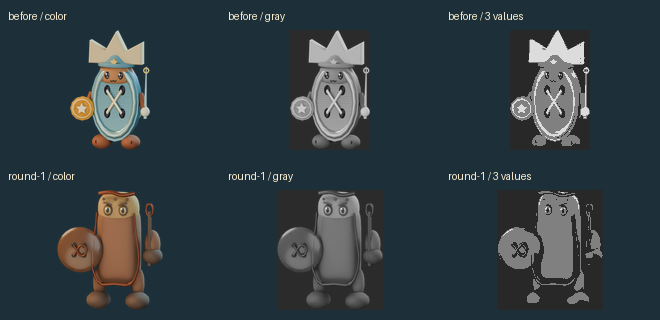 before / color
before / gray
before / 3 values
round-1 / color
round-1 / gray
round-1 / 3 values